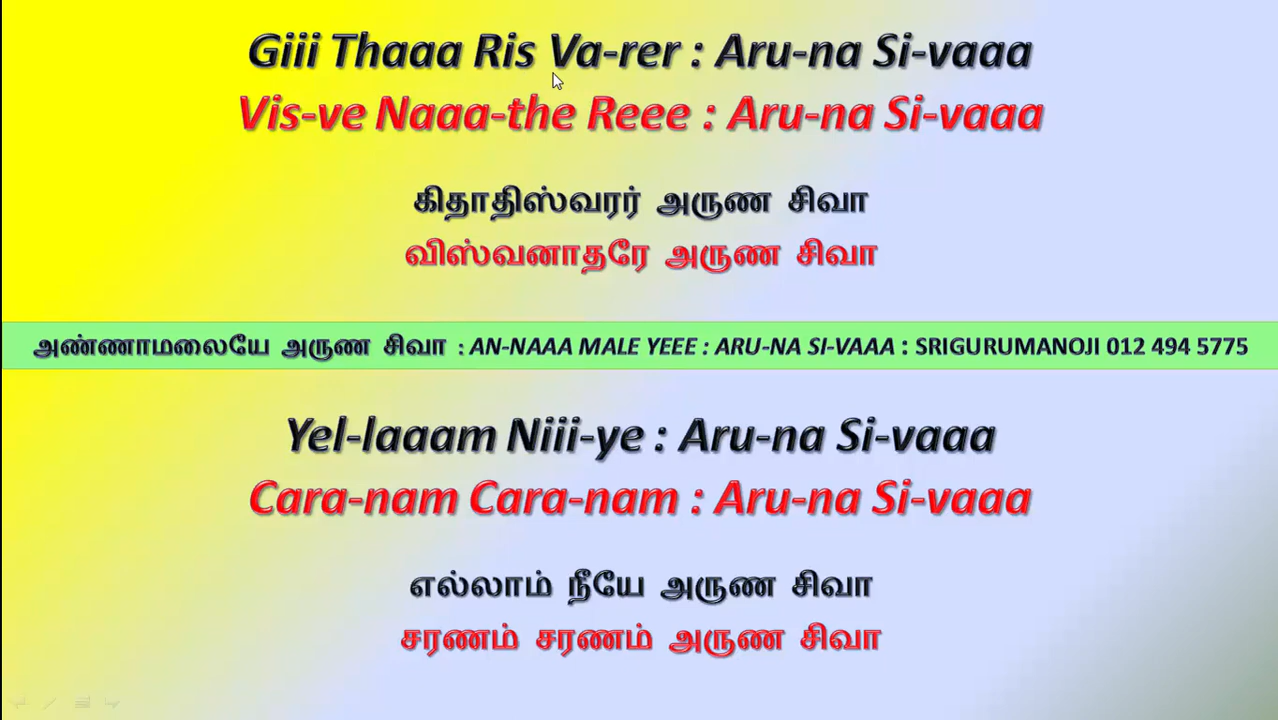 Giii Thaaa Ris Va-rer : Aru-na Si-vaaa
Vis-ve Naaa-the Reee : Aru-na Si-vaaa
கிதாதிஸ்வரர் அருண சிவா
விஸ்வனாதரே அருண சிவா
அண்ணாமலையே அருண சிவா : AN-NAAA MALE YEEE : ARU-NA SI-VAAA : SRIGURUMANOJI 012 494 5775
Yel-laaam Niii-ye : Aru-na Si-vaaa
Cara-nam Cara-nam : Aru-na Si-vaaa
எல்லாம் நீயே அருண சிவா
சரணம் சரணம் அருண சிவா